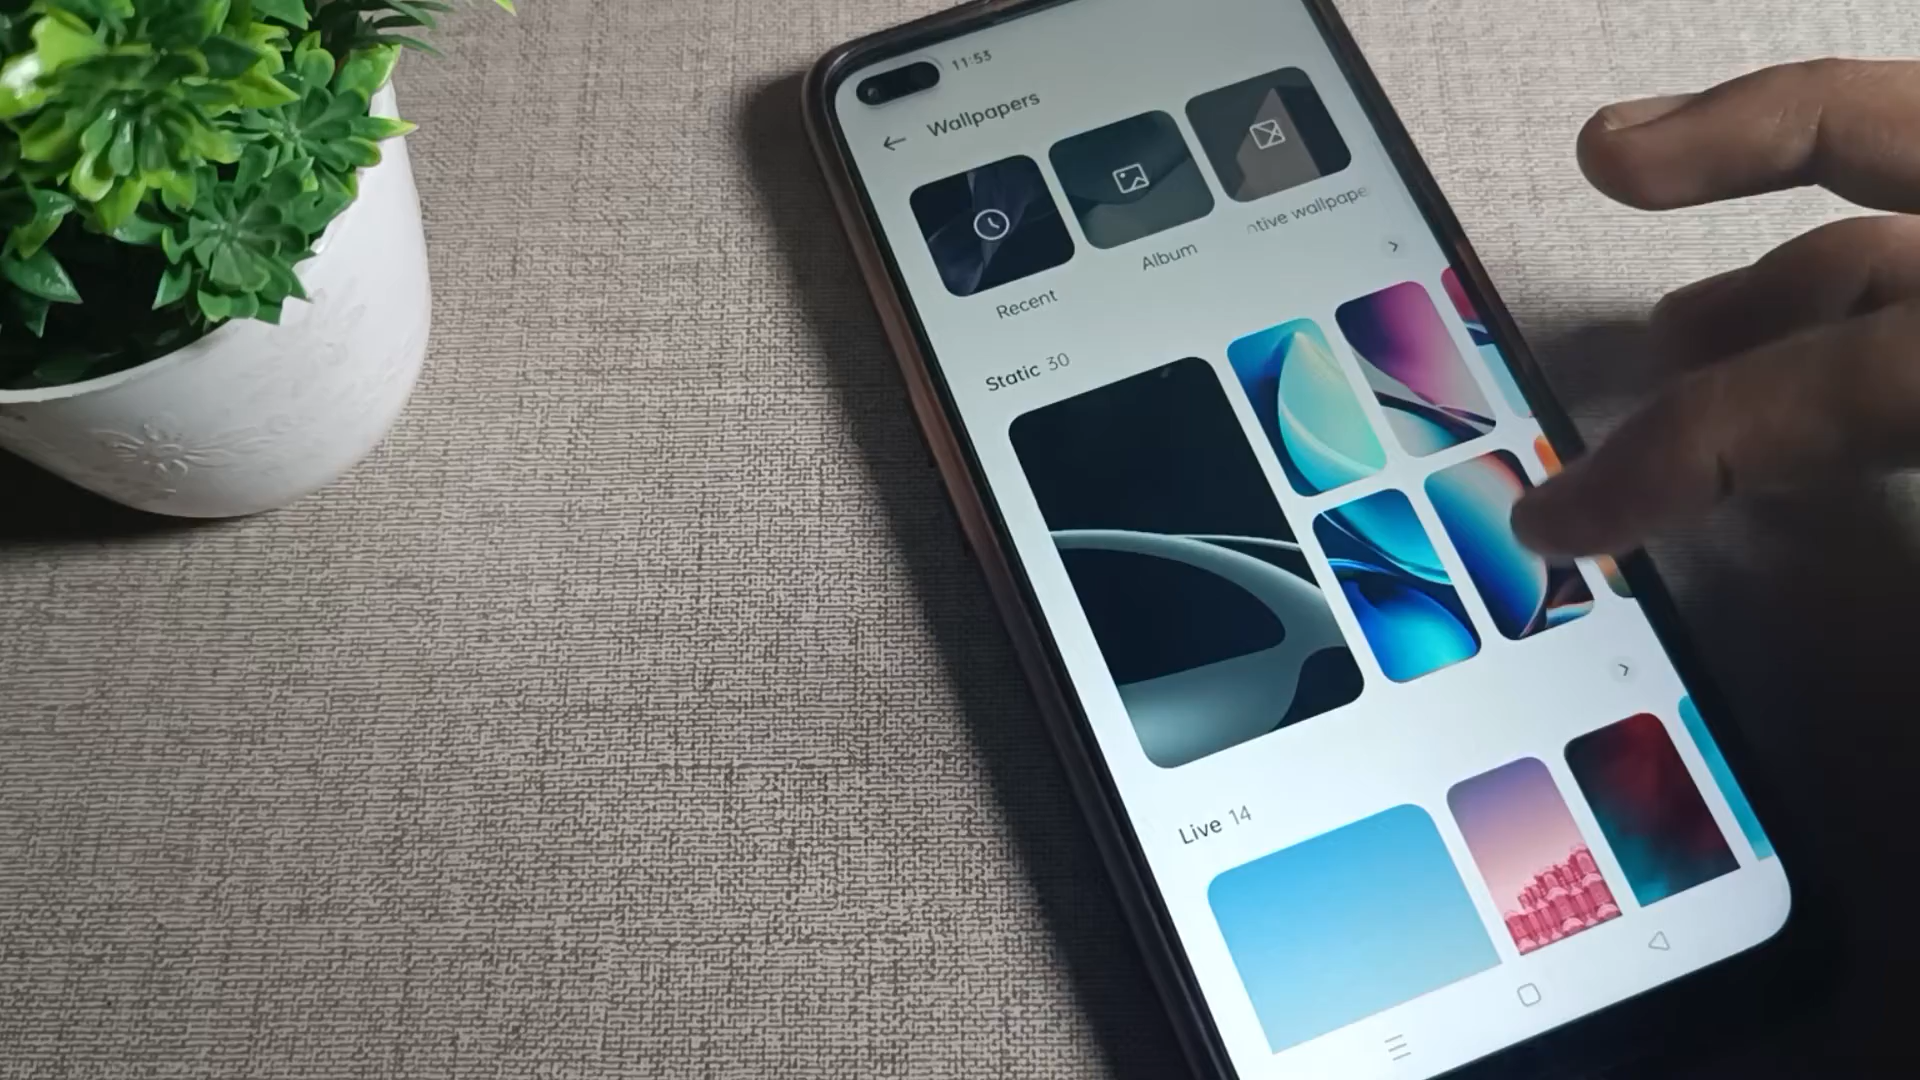 11:53
Wallpapers
Recent
Album
ntive wallpape
Static 30
Live 14